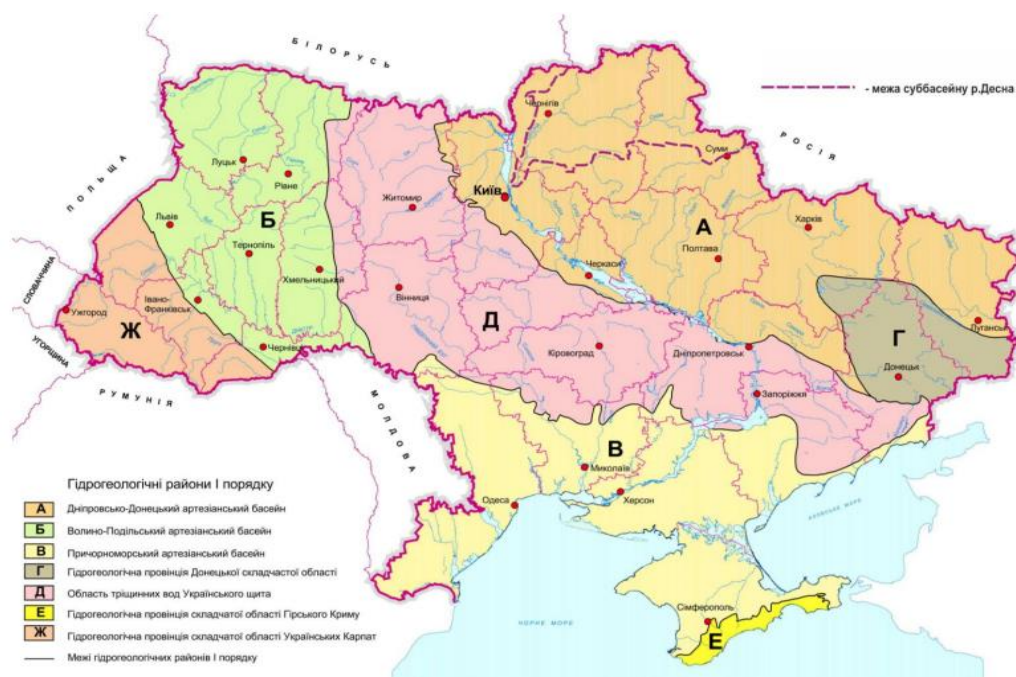 БІЛОРУСЬ
- межа суббасейну р.Десна
РОСІЯ
ПОЛЬЩА
СЛОВАЧЧИНА
УГОРЩИНА
РУМУНІЯ
МОЛДОВА
Чернігів
Суми
Луцьк
Рівне
Київ
Житомир
Львів
Б
А
Харків
Полтава
Тернопіль
Хмельницький
Черкаси
Вінниця
Івано-
Франківськ
Ужгород
Ж
Д
Луганськ
Чернівці
Кіровоград
Дніпропетровськ
Г
Донецьк
Запоріжжя
В
Миколаїв
Херсон
Одеса
АЗОВСЬКЕ МОРЕ
Сімферополь
ЧОРНЕ МОРЕ
Е
Гідрогеологічні райони І порядку
А Дніпровсько-Донецький артезіанський басейн
Б Волино-Подільський артезіанський басейн
В Причорноморський артезіанський басейн
Г Гідрогеологічна провінція Донецької складчастої області
Д Область тріщинних вод Українського щита
Е Гідрогеологічна провінція складчатої області Гірського Криму
Ж Гідрогеологічна провінція складчатої області Українських Карпат
Межі гідрогеологічних районів І порядку